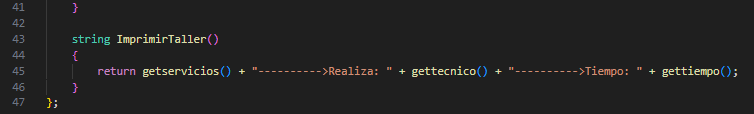 41 }
42
43 string ImprimirTaller()
44 {
45 return getservicios() + "---------->Realiza: " + gettecnico() + "---------->Tiempo: " + gettiempo();
46 }
47 };